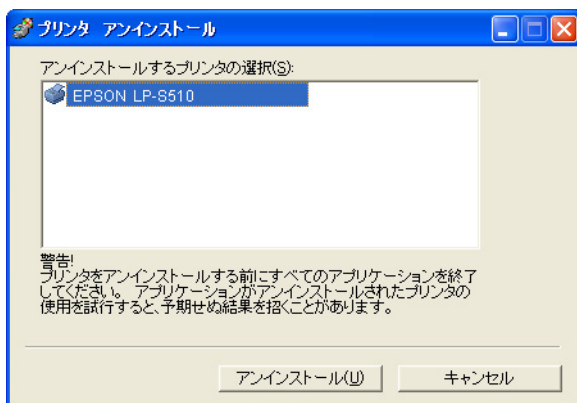 プリンタ アンインストール
アンインストールするプリンタの選択(S):
EPSON LP-S510
警告!
プリンタをアンインストールする前にすべてのアプリケーションを終了
してください。 アプリケーションがアンインストールされたプリンタの
使用を試行すると、予期せぬ結果を招くことがあります。
アンインストール(U) キャンセル